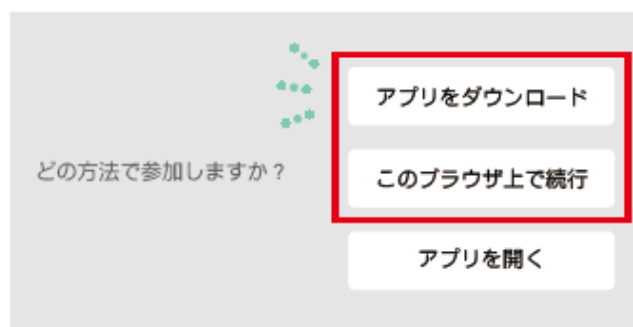 アプリをダウンロード
どの方法で参加しますか？
このブラウザ上で続行
アプリを開く